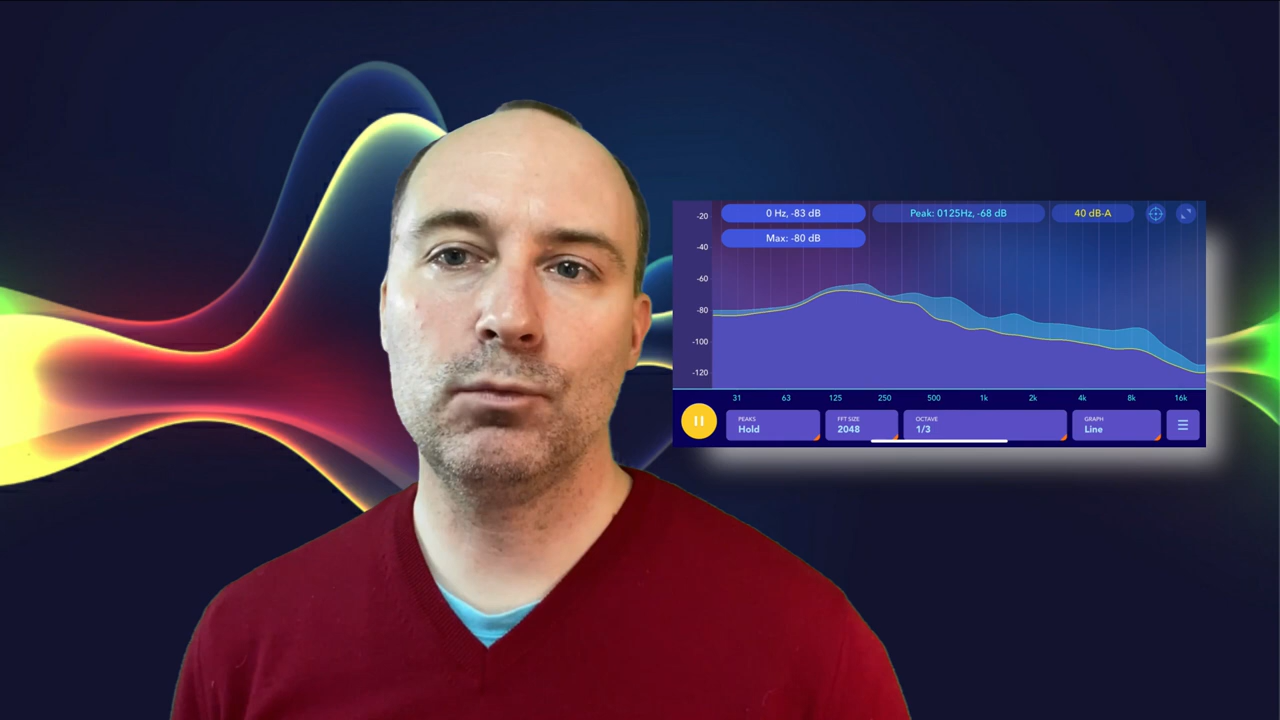 -20
-40
-60
-80
-100
-120
0 Hz, -83 dB
Peak: 0125Hz, -68 dB
40 dB-A
Max: -80 dB
31 63 125 250 500 1k 2k 4k 8k 16k
PEAKS
Hold
FFT SIZE
2048
OCTAVE
1/3
GRAPH
Line